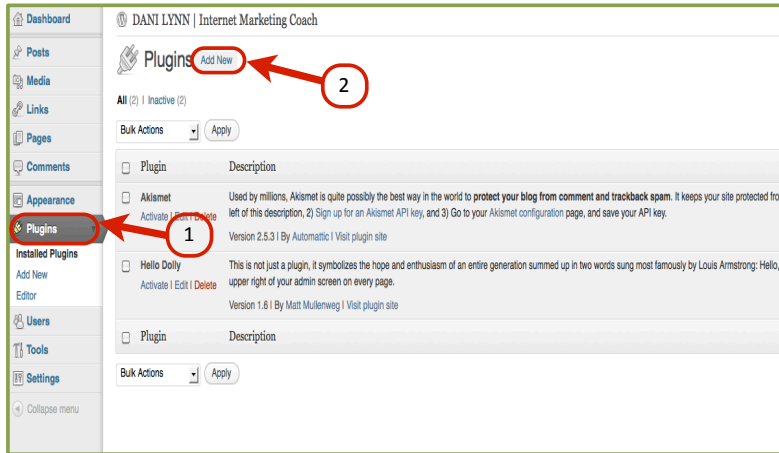 Dashboard
Posts
Media
Links
Pages
Comments
Appearance
Plugins
Installed Plugins
Add New
Editor
Users
Tools
Settings
Collapse menu
DANI LYNN | Internet Marketing Coach
Plugins Add New
2
All (2) | Inactive (2)
Bulk Actions Apply
Plugin Description
Akismet Used by millions, Akismet is quite possibly the best way in the world to protect your blog from comment and trackback spam. It keeps your site protected
Activate | Edit | Delete left of this description, 2) Sign up for an Akismet API key, and 3) Go to your Akismet configuration page, and save your API key.
1
Version 2.5.3 | By Automattic | Visit plugin site
Hello Dolly This is not just a plugin, it symbolizes the hope and enthusiasm of an entire generation summed up in two words sung most famously by Louis Armstrong: Hello,
Activate | Edit | Delete upper right of your admin screen on every page.
Version 1.6 | By Matt Mullenweg | Visit plugin site
Plugin Description
Bulk Actions Apply